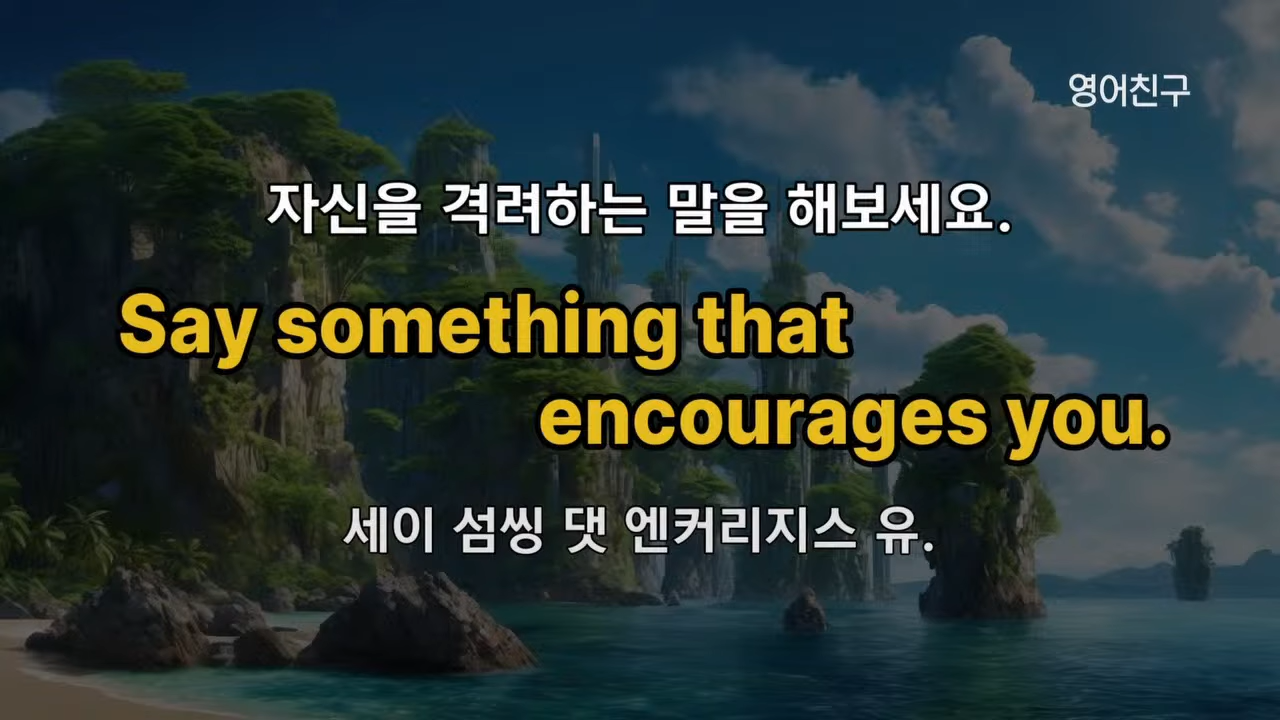 영어친구
자신을 격려하는 말을 해보세요.
Say something that
encourages you.
세이 섬씽 댓 엔커리지스 유.